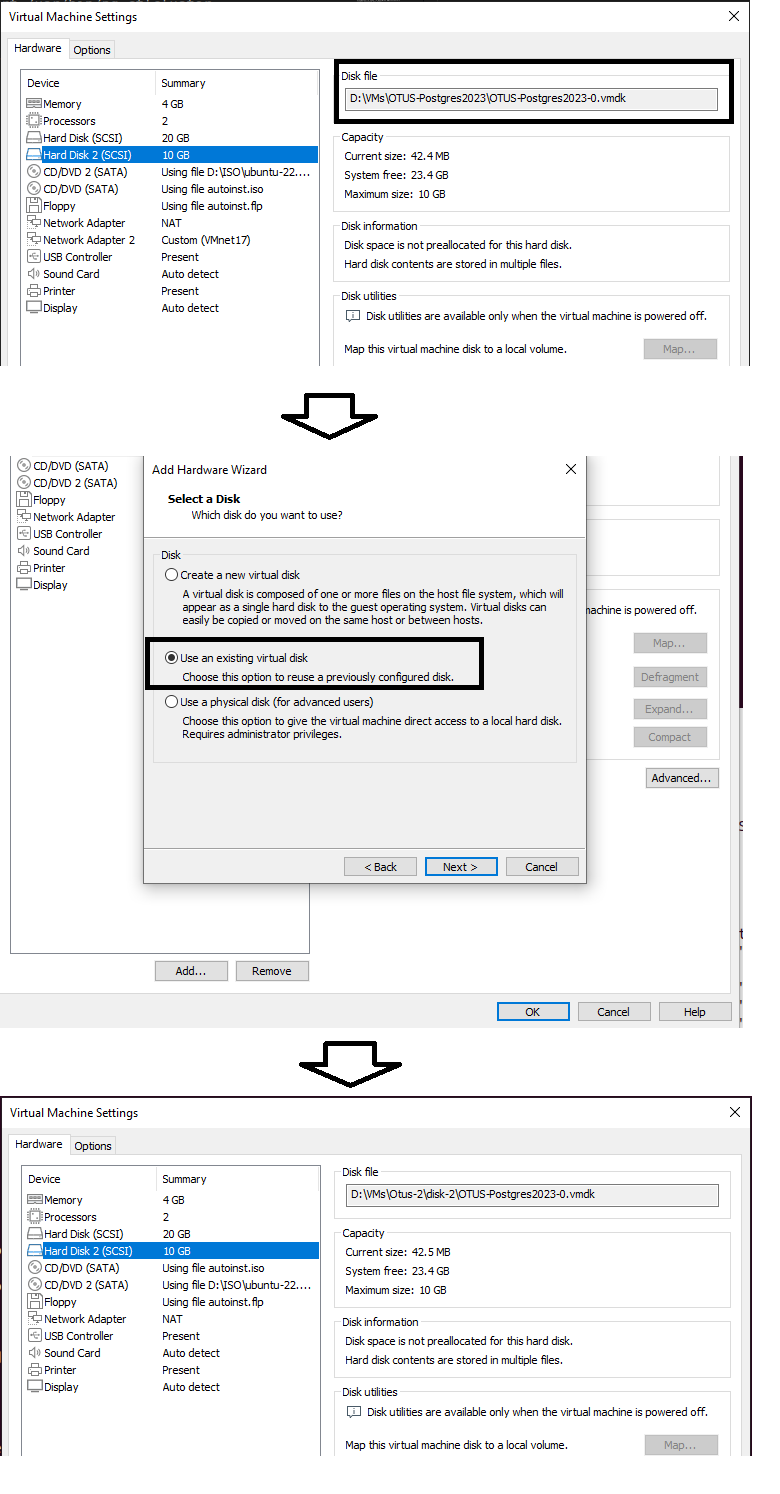 Virtual Machine Settings
Hardware Options
Device Summary
Memory 4 GB
Processors 2
Hard Disk (SCSI) 20 GB
Hard Disk 2 (SCSI) 10 GB
CD/DVD 2 (SATA) Using file D:\ISO\ubuntu-22....
CD/DVD (SATA) Using file autoinst.iso
Floppy Using file autoinst.flp
Network Adapter NAT
Network Adapter 2 Custom (VMnet17)
USB Controller Present
Sound Card Auto detect
Printer Present
Display Auto detect
Disk file
D:\VMs\OTUS-Postgres2023\OTUS-Postgres2023-0.vmdk
Capacity
Current size: 42.4 MB
System free: 23.4 GB
Maximum size: 10 GB
Disk information
Disk space is not preallocated for this hard disk.
Hard disk contents are stored in multiple files.
Disk utilities
Disk utilities are available only when the virtual machine is powered off.
Map this virtual machine disk to a local volume. Map...
CD/DVD (SATA)
CD/DVD 2 (SATA)
Floppy
Network Adapter
USB Controller
Sound Card
Printer
Display
Add Hardware Wizard
Select a Disk
Which disk do you want to use?
Disk
Create a new virtual disk
A virtual disk is composed of one or more files on the host file system, which will
appear as a single hard disk to the guest operating system. Virtual disks can
easily be copied or moved on the same host or between hosts.
Use an existing virtual disk
Choose this option to reuse a previously configured disk.
Use a physical disk (for advanced users)
Choose this option to give the virtual machine direct access to a local hard disk.
Requires administrator privileges.
< Back Next > Cancel
machine is powered off.
Map...
Defragment
Expand...
Compact
Advanced...
Add... Remove
OK Cancel Help
Virtual Machine Settings
Hardware Options
Device Summary
Memory 4 GB
Processors 2
Hard Disk (SCSI) 20 GB
Hard Disk 2 (SCSI) 10 GB
CD/DVD (SATA) Using file autoinst.iso
CD/DVD 2 (SATA) Using file D:\ISO\ubuntu-22....
Floppy Using file autoinst.flp
Network Adapter NAT
USB Controller Present
Sound Card Auto detect
Printer Present
Display Auto detect
Disk file
D:\VMs\Otus-2\disk-2\OTUS-Postgres2023-0.vmdk
Capacity
Current size: 42.5 MB
System free: 23.4 GB
Maximum size: 10 GB
Disk information
Disk space is not preallocated for this hard disk.
Hard disk contents are stored in multiple files.
Disk utilities
Disk utilities are available only when the virtual machine is powered off.
Map this virtual machine disk to a local volume. Map...